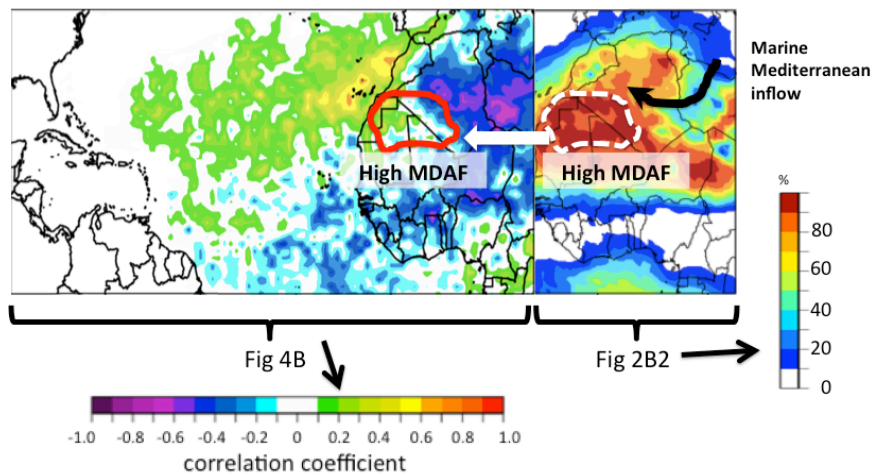 Marine
Mediterranean
inflow
High MDAF
High MDAF
%
80
60
40
20
0
Fig 4B
Fig 2B2
-1.0 -0.8 -0.6 -0.4 -0.2 0 0.2 0.4 0.6 0.8 1.0
correlation coefficient